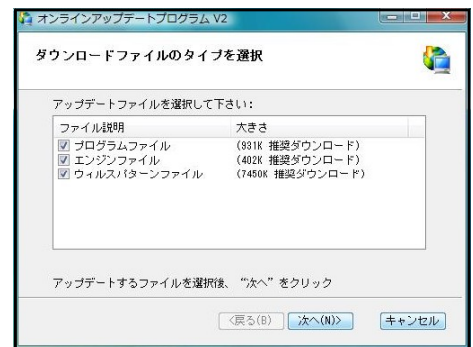 オンラインアップデートプログラム V2
ダウンロードファイルのタイプを選択
アップデートファイルを選択して下さい:
ファイル説明 大きさ
プログラムファイル (931K 推奨ダウンロード)
エンジンファイル (402K 推奨ダウンロード)
ウィルスパターンファイル (7450K 推奨ダウンロード)
アップデートするファイルを選択後、 “次へ” をクリック
<戻る(B) 次へ(N)> キャンセル